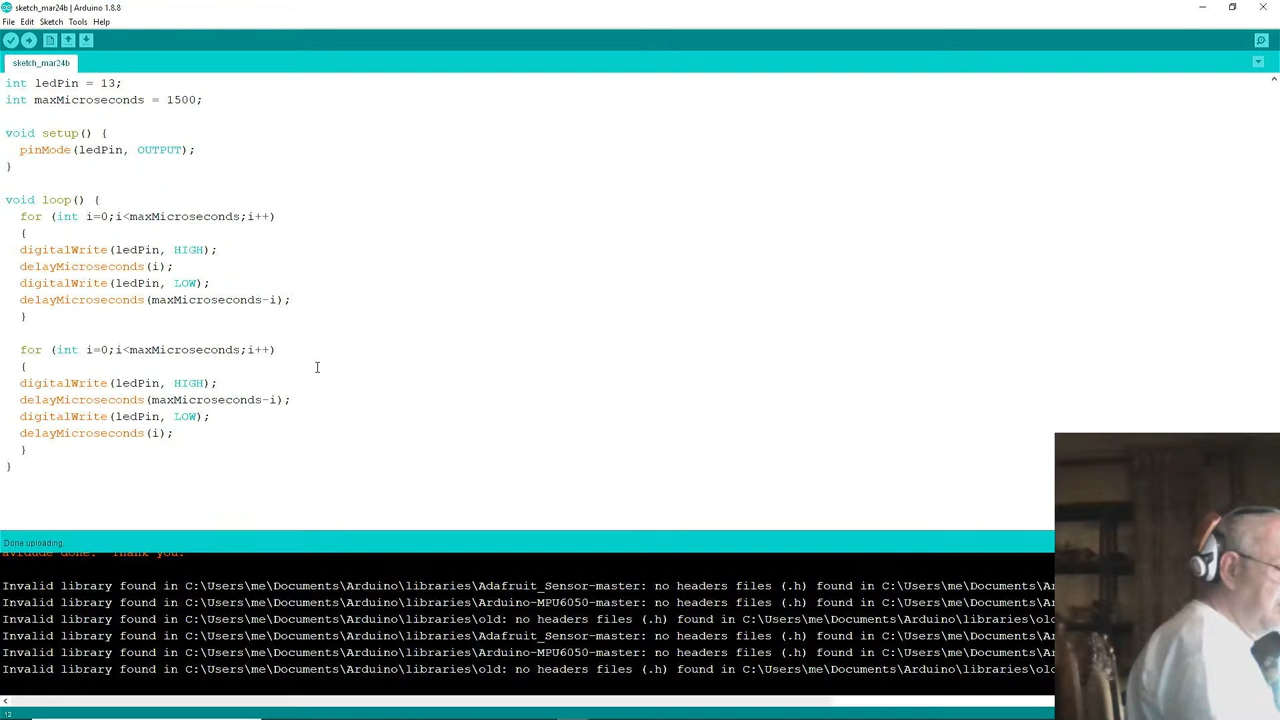 sketch_mar24b | Arduino 1.8.8
File Edit Sketch Tools Help
sketch_mar24b
int ledPin = 13;
int maxMicroseconds = 1500;
void setup() {
pinMode(ledPin, OUTPUT);
}
void loop() {
for (int i=0;i<maxMicroseconds;i++)
{
digitalWrite(ledPin, HIGH);
delayMicroseconds(i);
digitalWrite(ledPin, LOW);
delayMicroseconds(maxMicroseconds-i);
}
for (int i=0;i<maxMicroseconds;i++)
{
digitalWrite(ledPin, HIGH);
delayMicroseconds(maxMicroseconds-i);
digitalWrite(ledPin, LOW);
delayMicroseconds(i);
}
}
Done uploading.
avrdude done. Thank you.
Invalid library found in C:\Users\me\Documents\Arduino\libraries\Adafruit_Sensor-master: no headers files (.h) found in C:\Users\me\Documents\Ar
Invalid library found in C:\Users\me\Documents\Arduino\libraries\Arduino-MPU6050-master: no headers files (.h) found in C:\Users\me\Documents\Ar
Invalid library found in C:\Users\me\Documents\Arduino\libraries\old: no headers files (.h) found in C:\Users\me\Documents\Arduino\libraries\old
Invalid library found in C:\Users\me\Documents\Arduino\libraries\Adafruit_Sensor-master: no headers files (.h) found in C:\Users\me\Documents\Ar
Invalid library found in C:\Users\me\Documents\Arduino\libraries\Arduino-MPU6050-master: no headers files (.h) found in C:\Users\me\Documents\Ar
Invalid library found in C:\Users\me\Documents\Arduino\libraries\old: no headers files (.h) found in C:\Users\me\Documents\Arduino\libraries\old
12